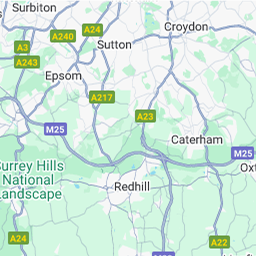 Surbiton
A24
Croydon
A240
Sutton
A3
A243
Epsom
A217
A23
M25
Caterham
M25
Surrey Hills
National
Landscape
Redhill
A24
A22